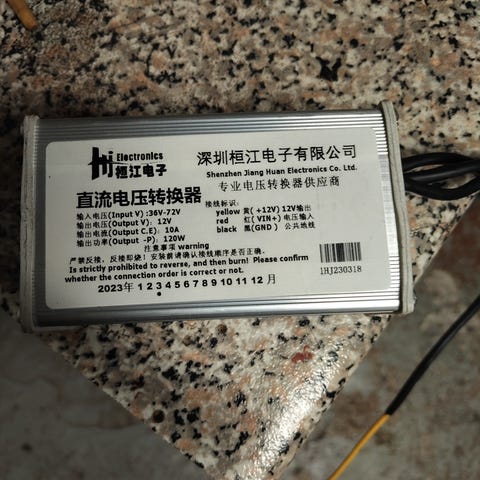 hj Electronics
桓江电子
深圳桓江电子有限公司
Shenzhen Jiang Huan Electronics Co. Ltd.
专业电压转换器供应商
直流电压转换器
输入电压(Input V):36V-72V
输出电压(Output V): 12V
输出电流(Output C.E): 10A
输出功率(Output -P): 120W
接线标识:
yellow 黄( +12V) 12V输出
red 红( VIN+) 电压输入
black 黑(GND ) 公共地线
注意事项 warning
严禁反接,反接即烧!安装前请确认接线顺序是否正确.
Is strictly prohibited to reverse, and then burn! Please confirm
whether the connection order is correct or not.
1HJ230318
2023年 1 2 3 4 5 6 7 8 9 10 11 12 月